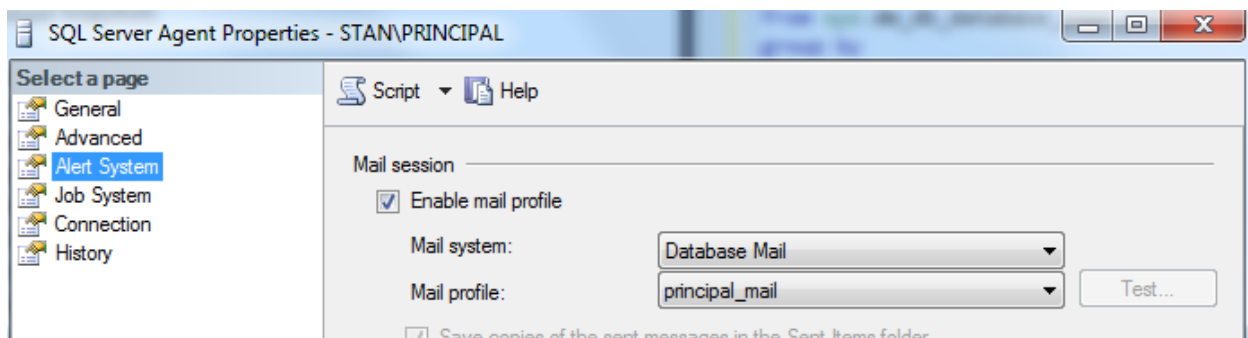 SQL Server Agent Properties - STAN\PRINCIPAL
Select a page
General
Advanced
Alert System
Job System
Connection
History
Script
Help
Mail session
Enable mail profile
Mail system:
Database Mail
Mail profile:
principal_mail
Test...
Save copies of the sent messages in the Sent Items folder